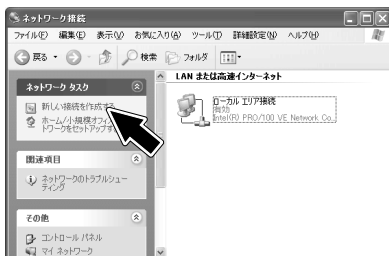 ネットワーク接続
ファイル(F) 編集(E) 表示(V) お気に入り(A) ツール(T) 詳細設定(N) ヘルプ(H)
戻る 検索 フォルダ
ネットワーク タスク
新しい接続を作成する
ホーム/小規模オフィ
トワークをセットアップす
関連項目
ネットワークのトラブルシュー
ティング
その他
コントロール パネル
マイ ネットワーク
LAN または高速インターネット
ローカル エリア接続
有効
Intel(R) PRO/100 VE Network Co...